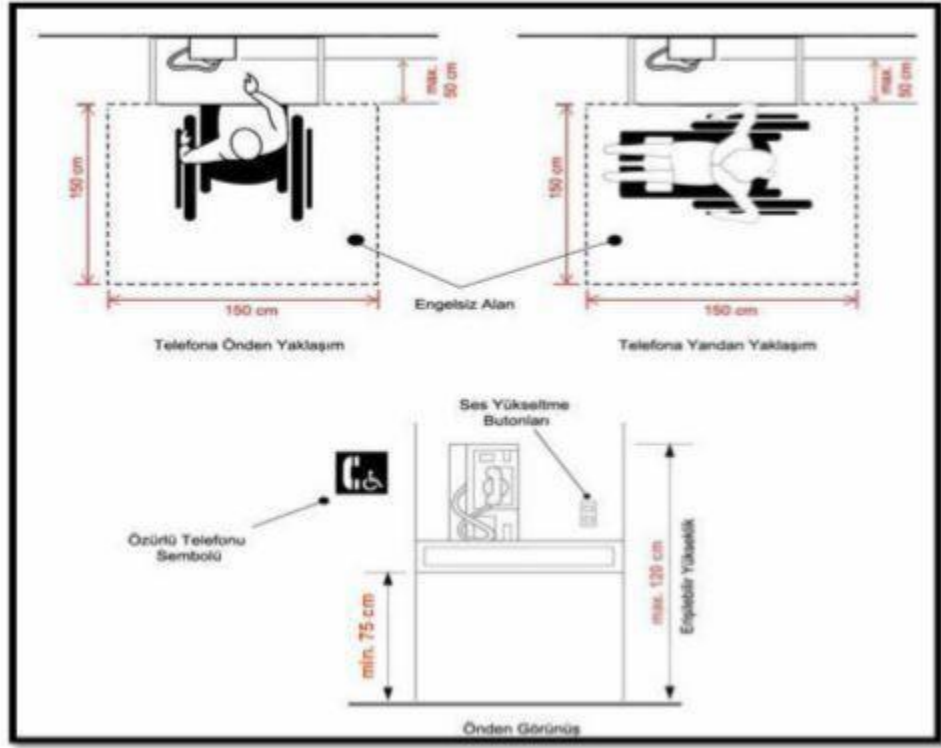 max.
50 cm
max.
50 cm
150 cm
150 cm
150 cm
Engelsiz Alan
150 cm
Telefona Önden Yaklaşım
Telefona Yandan Yaklaşım
Ses Yükseltme
Butonları
Özürlü Telefonu
Sembolü
min. 75 cm
max. 120 cm
Erişilebilir Yükseklik
Önden Görünüş